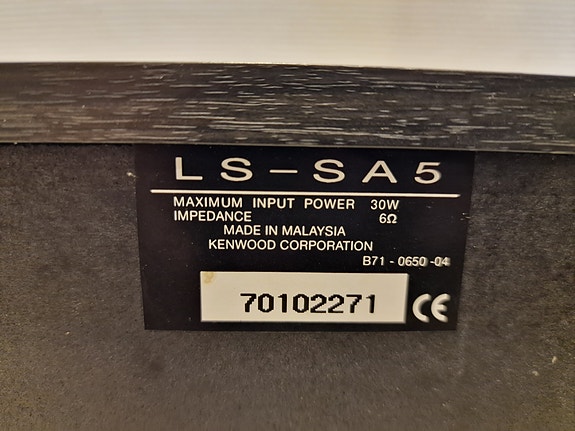 LS-SA5
MAXIMUM INPUT POWER 30W
IMPEDANCE 6Ω
MADE IN MALAYSIA
KENWOOD CORPORATION
B71 - 0650 -04
70102271
CE